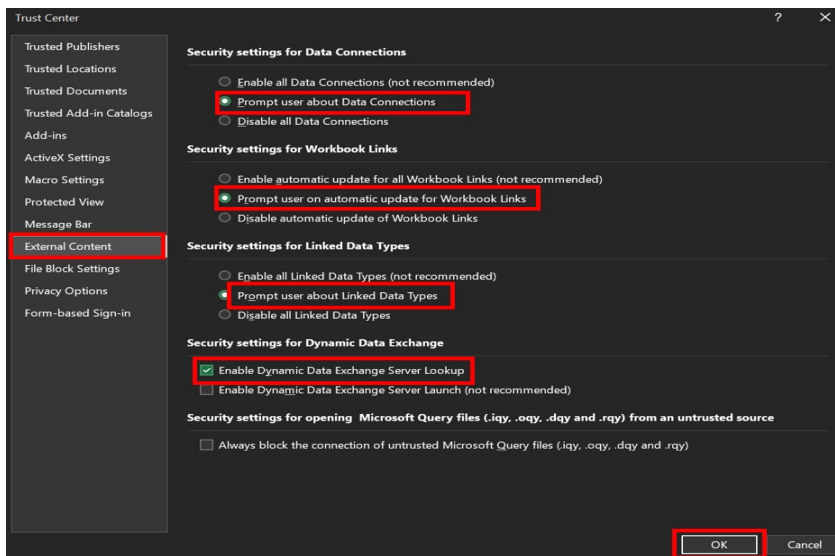 Trust Center
?
Trusted Publishers
Trusted Locations
Trusted Documents
Trusted Add-in Catalogs
Add-ins
ActiveX Settings
Macro Settings
Protected View
Message Bar
External Content
File Block Settings
Privacy Options
Form-based Sign-in
Security settings for Data Connections
Enable all Data Connections (not recommended)
Prompt user about Data Connections
Disable all Data Connections
Security settings for Workbook Links
Enable automatic update for all Workbook Links (not recommended)
Prompt user on automatic update for Workbook Links
Disable automatic update of Workbook Links
Security settings for Linked Data Types
Enable all Linked Data Types (not recommended)
Prompt user about Linked Data Types
Disable all Linked Data Types
Security settings for Dynamic Data Exchange
Enable Dynamic Data Exchange Server Lookup
Enable Dynamic Data Exchange Server Launch (not recommended)
Security settings for opening Microsoft Query files (.iqy, .oqy, .dqy and .rqy) from an untrusted source
Always block the connection of untrusted Microsoft Query files (.iqy, .oqy, .dqy and .rqy)
OK
Cancel